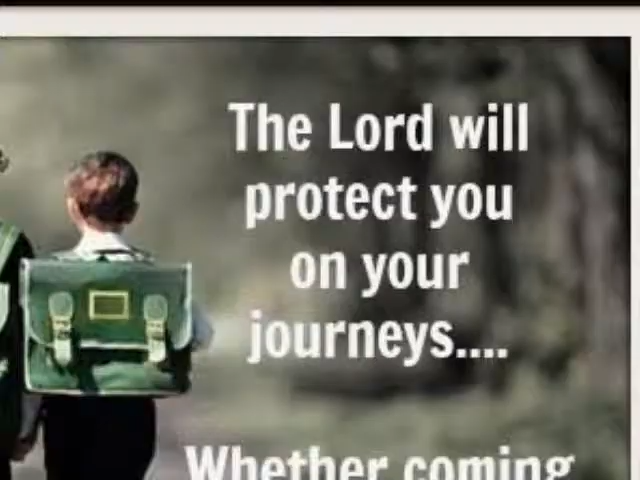 The Lord will
protect you
on your
journeys....
Whether coming